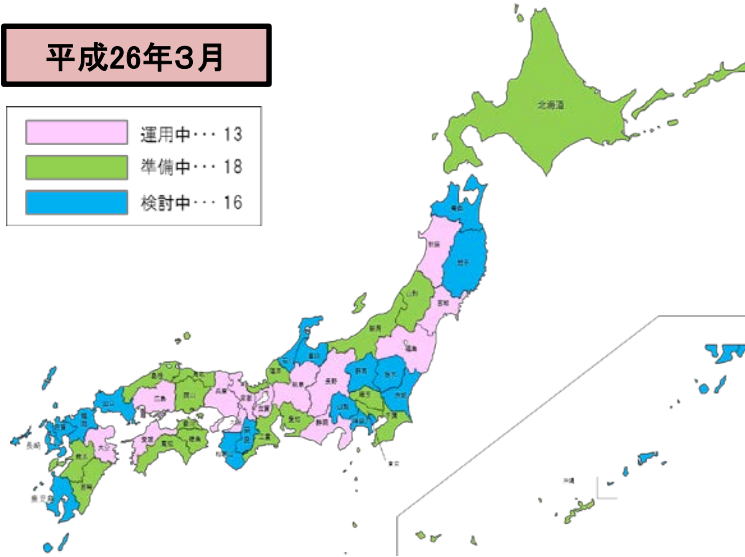 平成26年3月
運用中･･･13
準備中･･･18
検討中･･･16
北海道
青森
秋田
岩手
山形
宮城
新潟
福島
富山
福井
群馬
栃木
茨城
長野
岐阜
埼玉
山梨
千葉
神奈川
東京
静岡
愛知
三重
滋賀
京都
兵庫
奈良
和歌山
鳥取
島根
岡山
広島
山口
香川
徳島
愛媛
高知
福岡
佐賀
長崎
大分
熊本
宮崎
鹿児島
沖縄